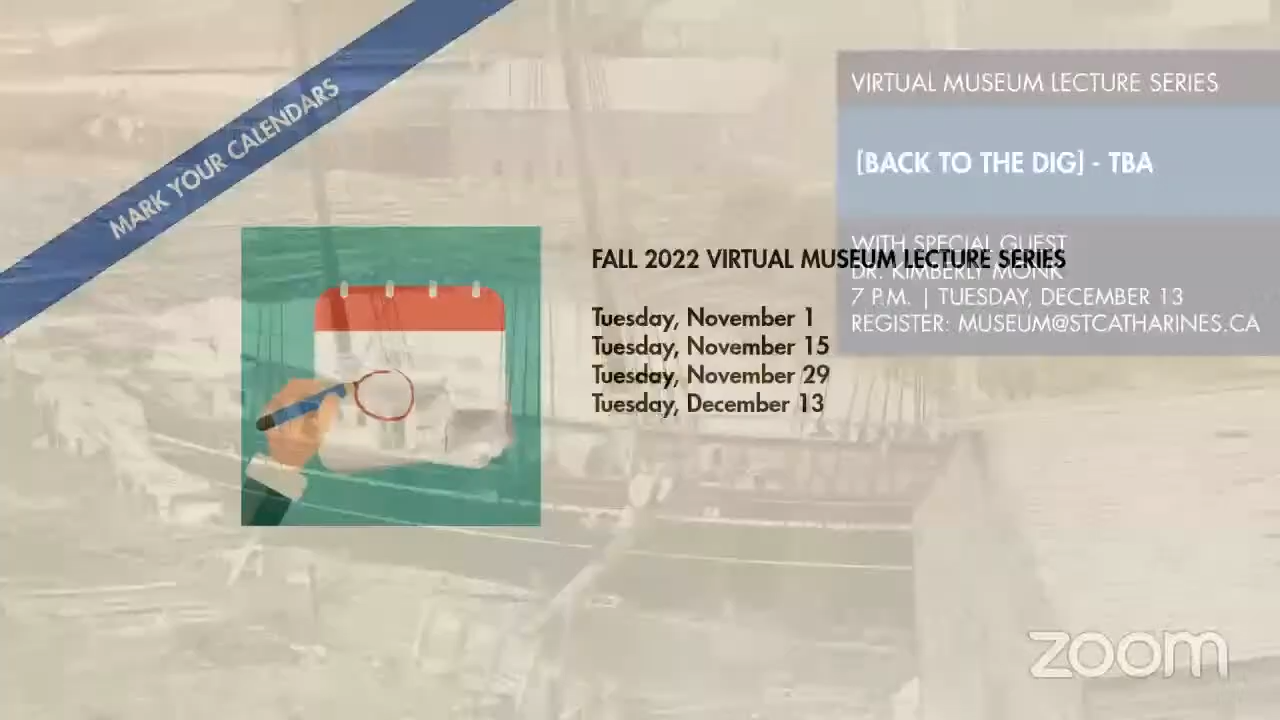 MARK YOUR CALENDARS
VIRTUAL MUSEUM LECTURE SERIES
[BACK TO THE DIG] - TBA
WITH SPECIAL GUEST
DR. KIMBERLY MONK
7 P.M. | TUESDAY, DECEMBER 13
REGISTER: MUSEUM@STCATHARINES.CA
FALL 2022 VIRTUAL MUSEUM LECTURE SERIES
Tuesday, November 1
Tuesday, November 15
Tuesday, November 29
Tuesday, December 13
zoom